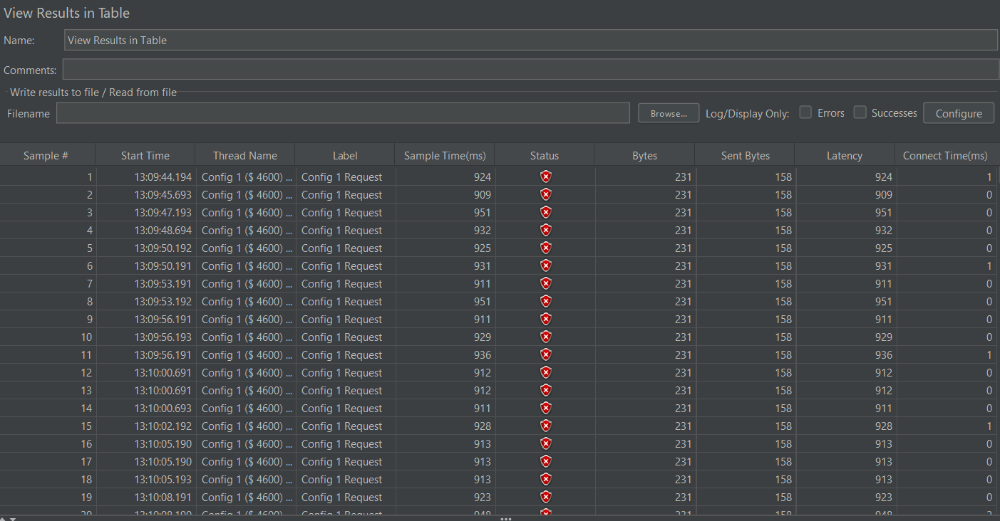 View Results in Table
Name: View Results in Table
Comments:
Write results to file / Read from file
Filename Browse... Log/Display Only: Errors Successes Configure
Sample # Start Time Thread Name Label Sample Time(ms) Status Bytes Sent Bytes Latency Connect Time(ms)
1 13:09:44.194 Config 1 ($ 4600) ... Config 1 Request 924 231 158 924 1
2 13:09:45.693 Config 1 ($ 4600) ... Config 1 Request 909 231 158 909 0
3 13:09:47.193 Config 1 ($ 4600) ... Config 1 Request 951 231 158 951 0
4 13:09:48.694 Config 1 ($ 4600) ... Config 1 Request 932 231 158 932 0
5 13:09:50.192 Config 1 ($ 4600) ... Config 1 Request 925 231 158 925 0
6 13:09:50.191 Config 1 ($ 4600) ... Config 1 Request 931 231 158 931 1
7 13:09:53.191 Config 1 ($ 4600) ... Config 1 Request 911 231 158 911 0
8 13:09:53.192 Config 1 ($ 4600) ... Config 1 Request 951 231 158 951 0
9 13:09:56.191 Config 1 ($ 4600) ... Config 1 Request 911 231 158 911 0
10 13:09:56.193 Config 1 ($ 4600) ... Config 1 Request 929 231 158 929 0
11 13:09:56.191 Config 1 ($ 4600) ... Config 1 Request 936 231 158 936 1
12 13:10:00.691 Config 1 ($ 4600) ... Config 1 Request 912 231 158 912 0
13 13:10:00.691 Config 1 ($ 4600) ... Config 1 Request 912 231 158 912 0
14 13:10:00.693 Config 1 ($ 4600) ... Config 1 Request 911 231 158 911 0
15 13:10:02.192 Config 1 ($ 4600) ... Config 1 Request 928 231 158 928 1
16 13:10:05.190 Config 1 ($ 4600) ... Config 1 Request 913 231 158 913 0
17 13:10:05.190 Config 1 ($ 4600) ... Config 1 Request 913 231 158 913 0
18 13:10:05.193 Config 1 ($ 4600) ... Config 1 Request 913 231 158 913 0
19 13:10:08.191 Config 1 ($ 4600) ... Config 1 Request 923 231 158 923 0